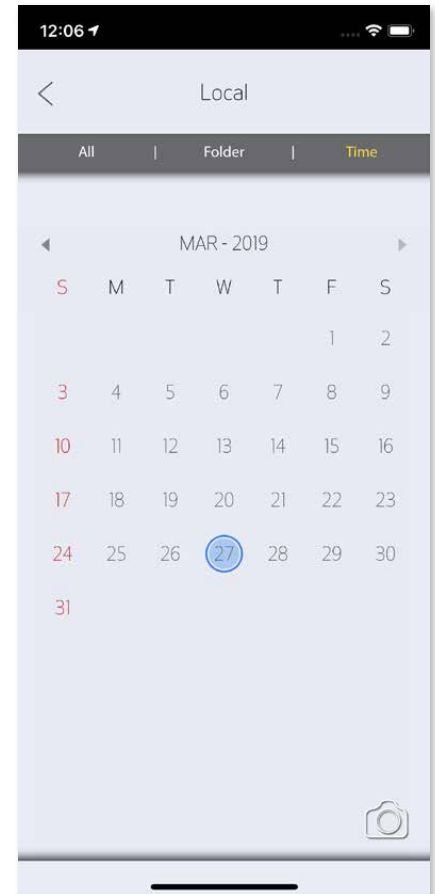 12:06
Local
All | Folder | Time
MAR - 2019
S M T W T F S
1 2
3 4 5 6 7 8 9
10 11 12 13 14 15 16
17 18 19 20 21 22 23
24 25 26 27 28 29 30
31